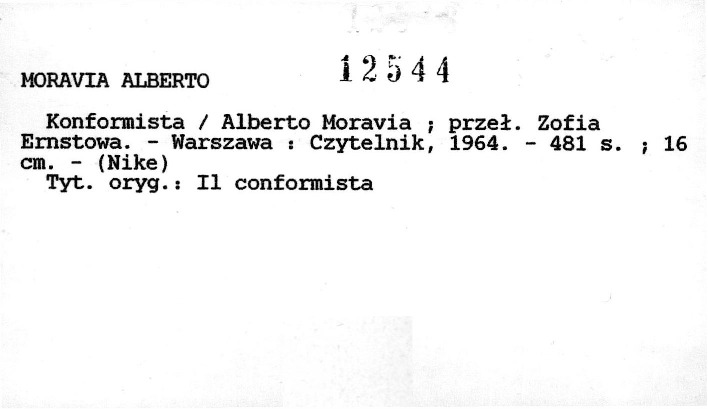 12544
MORAVIA ALBERTO
Konformista / Alberto Moravia ; przeł. Zofia
Ernstowa. - Warszawa : Czytelnik, 1964. - 481 s. ; 16
cm. - (Nike)
Tyt. oryg.: Il conformista